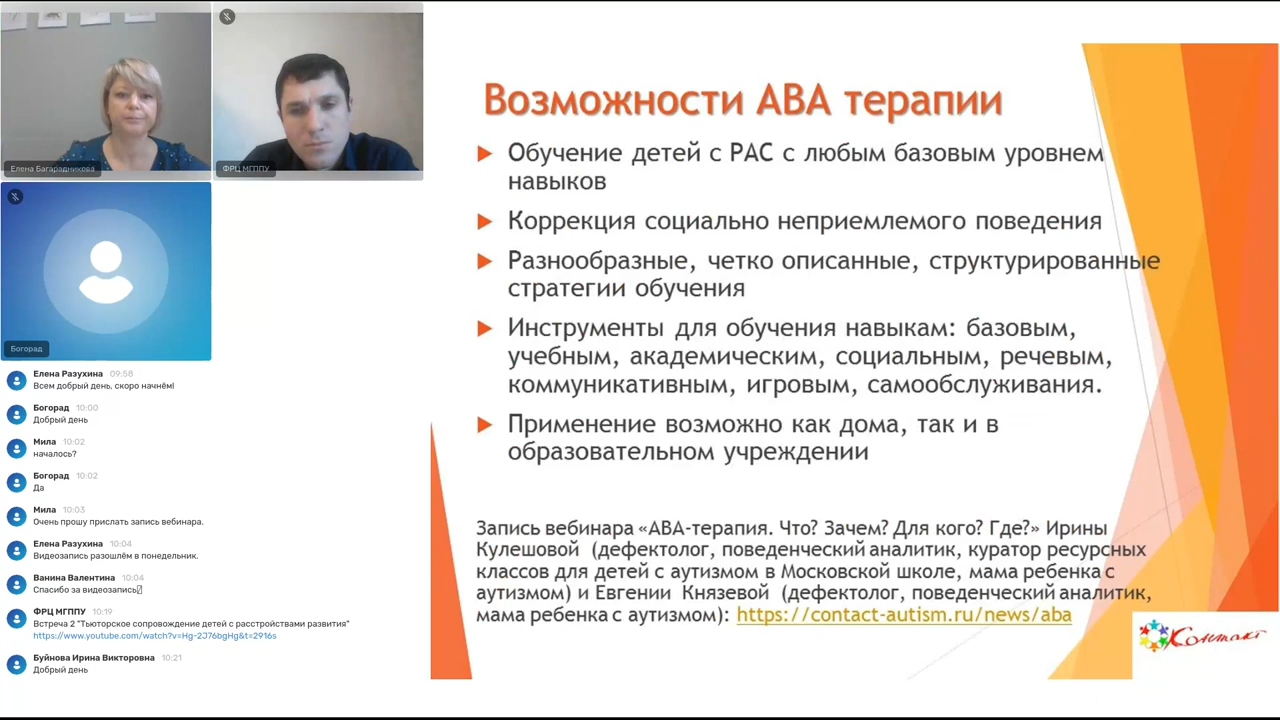 Елена Багарадникова
ФРЦ МГППУ
Богорад
Елена Разухина 09:58
Всем добрый день, скоро начнём!
Богорад 10:00
Добрый день
Мила 10:02
началось?
Богорад 10:02
Да
Мила 10:03
Очень прошу прислать запись вебинара.
Елена Разухина 10:04
Видеозапись разошлём в понедельник.
Ванина Валентина 10:04
Спасибо за видеозапись
ФРЦ МГППУ 10:19
Встреча 2 "Тьюторское сопровождение детей с расстройствами развития"
https://www.youtube.com/watch?v=Hg-2J76bgHg&t=2916s
Буйнова Ирина Викторовна 10:21
Добрый день
Возможности АВА терапии
Обучение детей с РАС с любым базовым уровнем
навыков
Коррекция социально неприемлемого поведения
Разнообразные, четко описанные, структурированные
стратегии обучения
Инструменты для обучения навыкам: базовым,
учебным, академическим, социальным, речевым,
коммуникативным, игровым, самообслуживания.
Применение возможно как дома, так и в
образовательном учреждении
Запись вебинара «АВА-терапия. Что? Зачем? Для кого? Где?» Ирины
Кулешовой (дефектолог, поведенческий аналитик, куратор ресурсных
классов для детей с аутизмом в Московской школе, мама ребенка с
аутизмом) и Евгении Князевой (дефектолог, поведенческий аналитик,
мама ребенка с аутизмом): https://contact-autism.ru/news/aba
Контакт